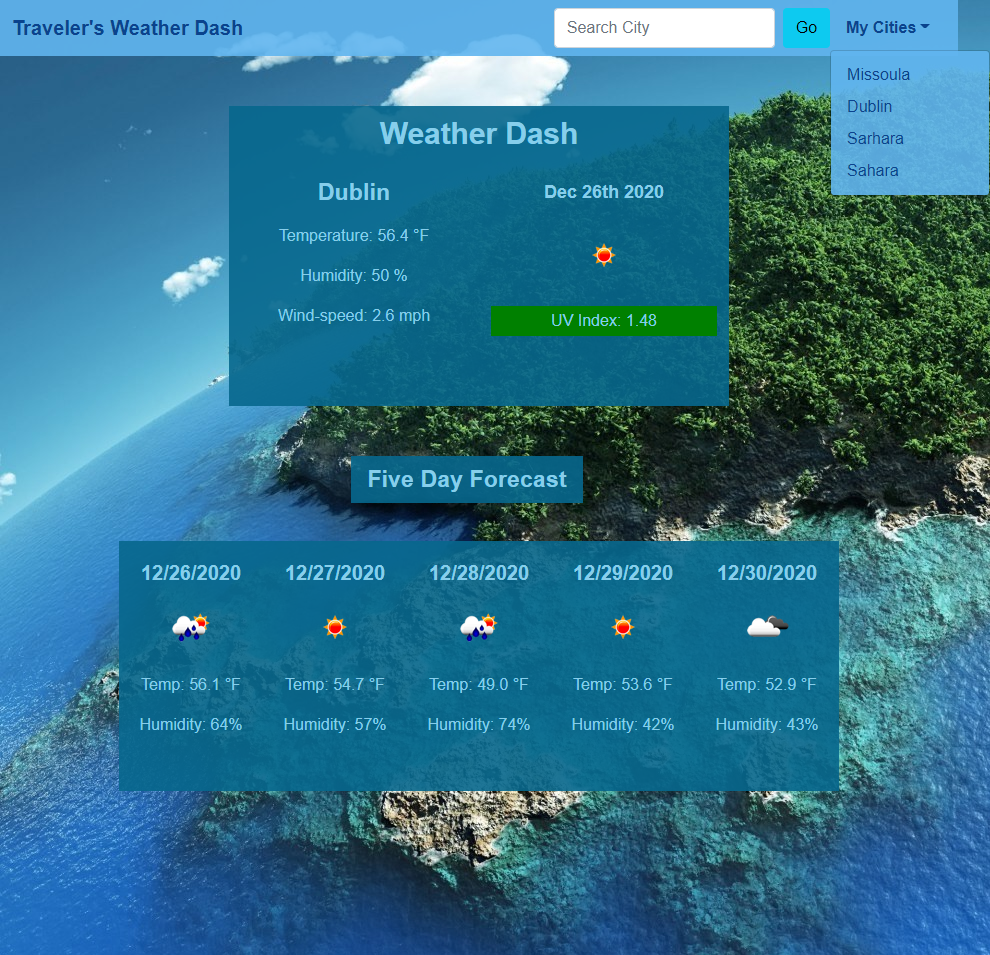 Traveler's Weather Dash
Search City
Go
My Cities
Missoula
Dublin
Sarhara
Sahara
Weather Dash
Dublin
Temperature: 56.4 °F
Humidity: 50 %
Wind-speed: 2.6 mph
Dec 26th 2020
UV Index: 1.48
Five Day Forecast
12/26/2020
Temp: 56.1 °F
Humidity: 64%
12/27/2020
Temp: 54.7 °F
Humidity: 57%
12/28/2020
Temp: 49.0 °F
Humidity: 74%
12/29/2020
Temp: 53.6 °F
Humidity: 42%
12/30/2020
Temp: 52.9 °F
Humidity: 43%